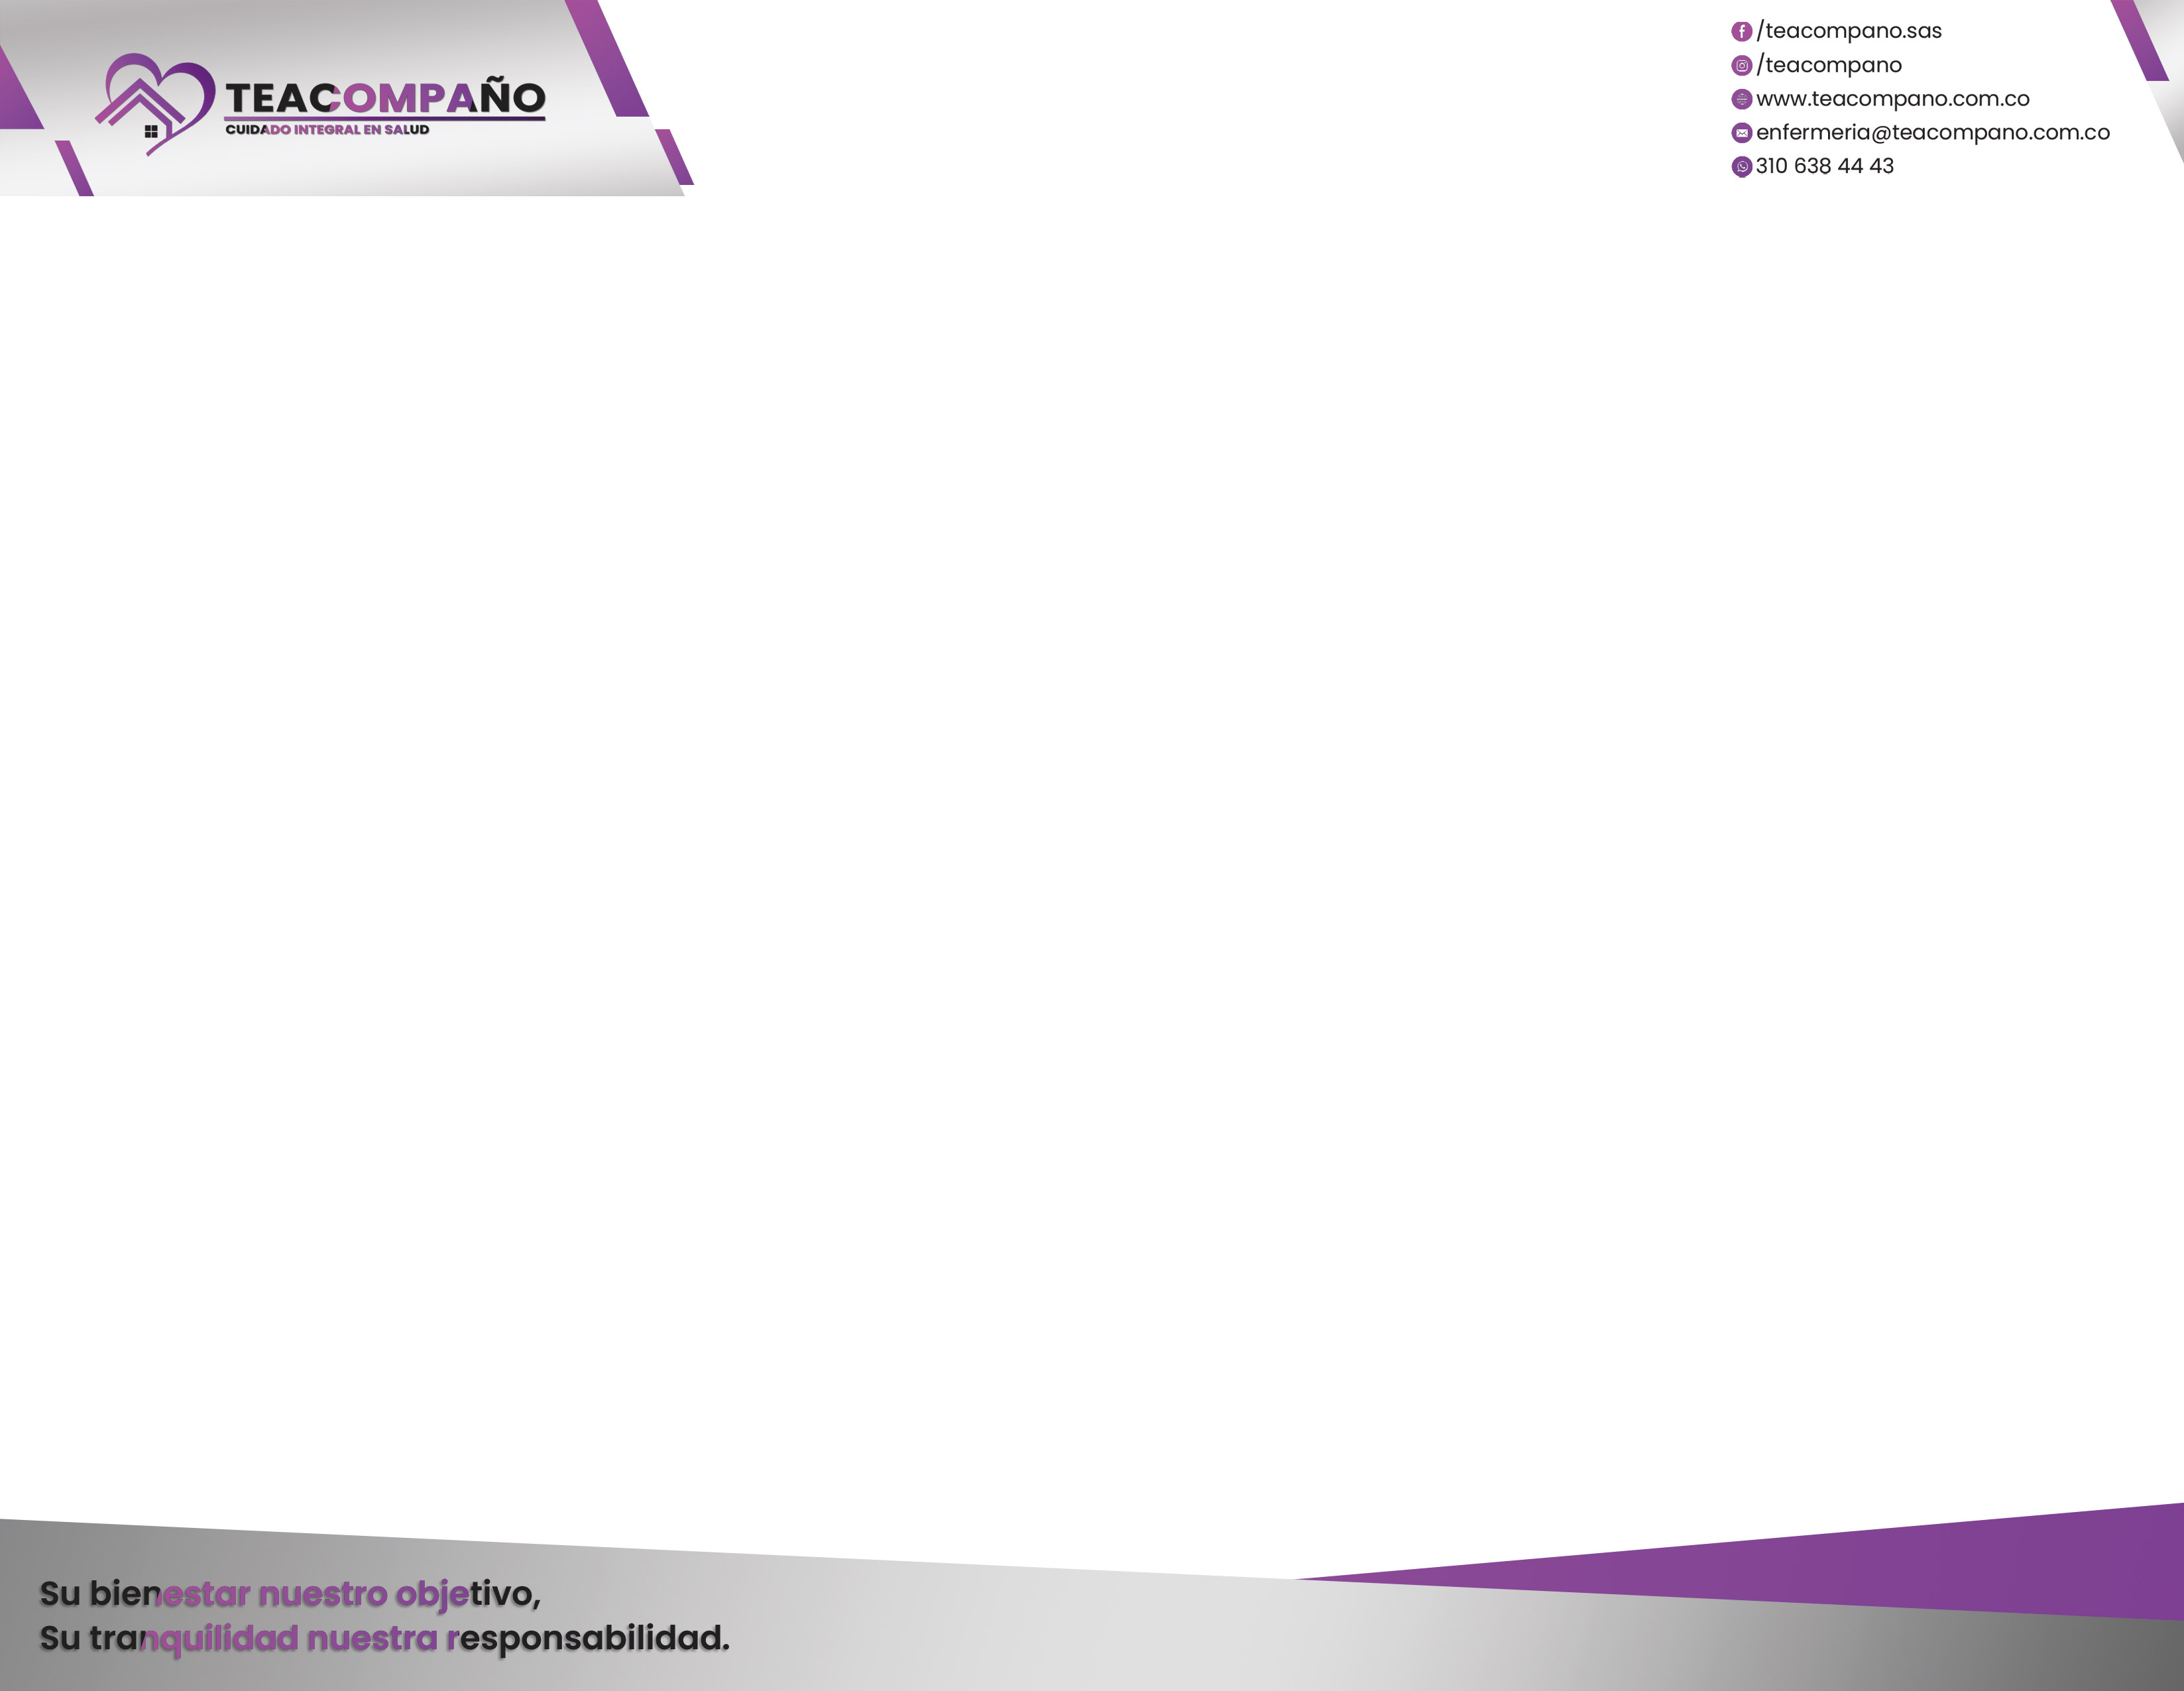 TEACOMPAÑO
CUIDADO INTEGRAL EN SALUD
/teacompano.sas
/teacompano
www.teacompano.com.co
enfermeria@teacompano.com.co
310 638 44 43
Su bienestar nuestro objetivo,
Su tranquilidad nuestra responsabilidad.